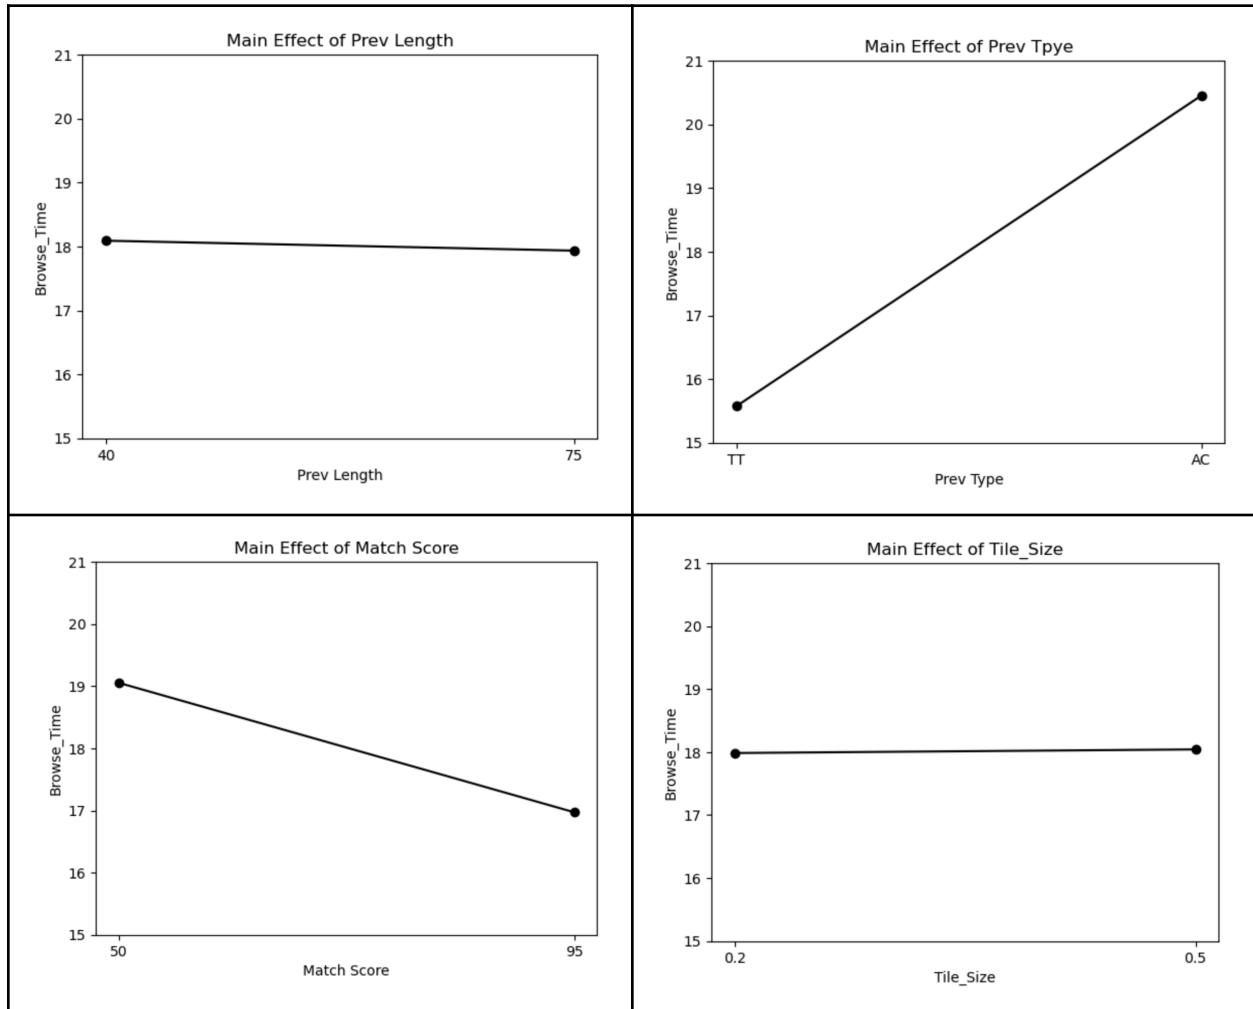 Main Effect of Prev Length
21
20
19
18
17
16
15
Browse_Time
40
75
Prev Length
Main Effect of Prev Tpye
21
20
19
18
17
16
15
Browse_Time
TT
AC
Prev Type
Main Effect of Match Score
21
20
19
18
17
16
15
Browse_Time
50
95
Match Score
Main Effect of Tile_Size
21
20
19
18
17
16
15
Browse_Time
0.2
0.5
Tile_Size